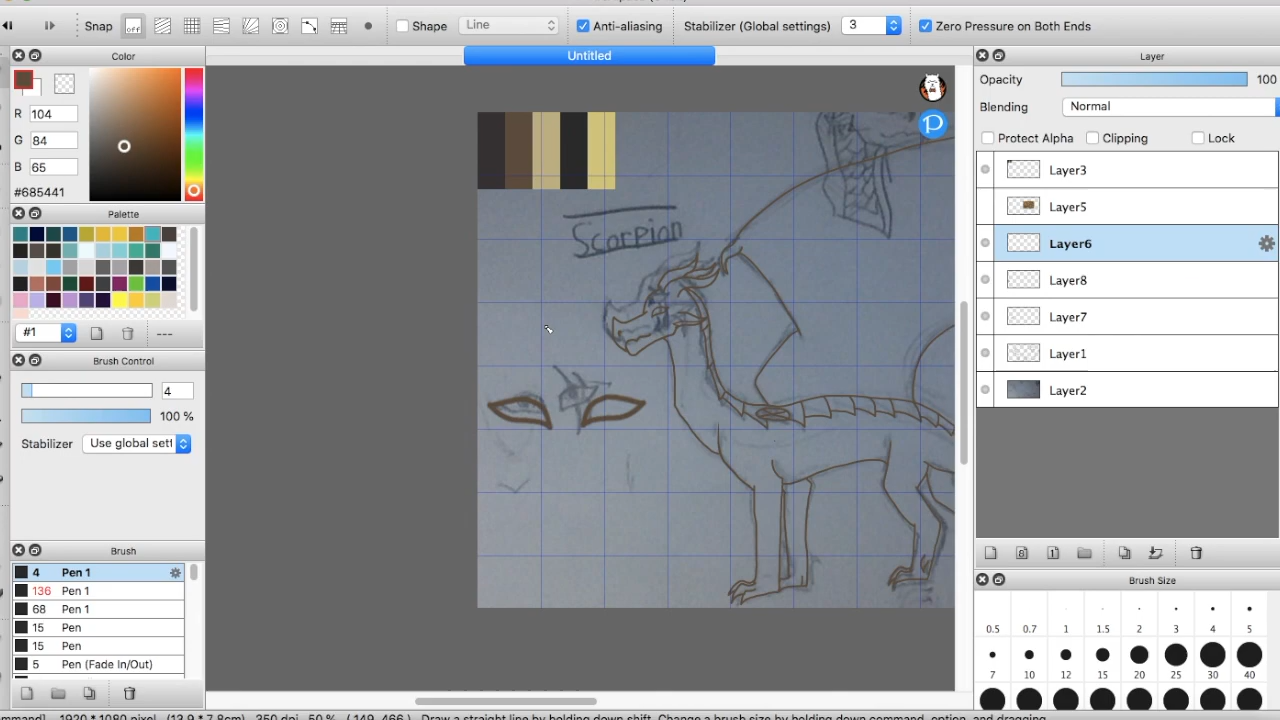 Snap
off
Shape
Line
Anti-aliasing
Stabilizer (Global settings)
3
Zero Pressure on Both Ends
Color
R 104
G 84
B 65
#685441
Palette
#1
---
Brush Control
4
100 %
Stabilizer
Use global sett
Brush
4 Pen 1
136 Pen 1
68 Pen 1
15 Pen
15 Pen
5 Pen (Fade In/Out)
Untitled
Scorpian
P
Layer
Opacity 100
Blending Normal
Protect Alpha Clipping Lock
Layer3
Layer5
Layer6
Layer8
Layer7
Layer1
Layer2
8 1
Brush Size
0.5 0.7 1 1.5 2 3 4 5
7 10 12 15 20 25 30 40
mmand] 1920 * 1080 pixel (13.9 * 7.8cm) 350 dpi 50 % ( 149, 466 ) Draw a straight line by holding down shift, Change a brush size by holding down command, option, and dragging